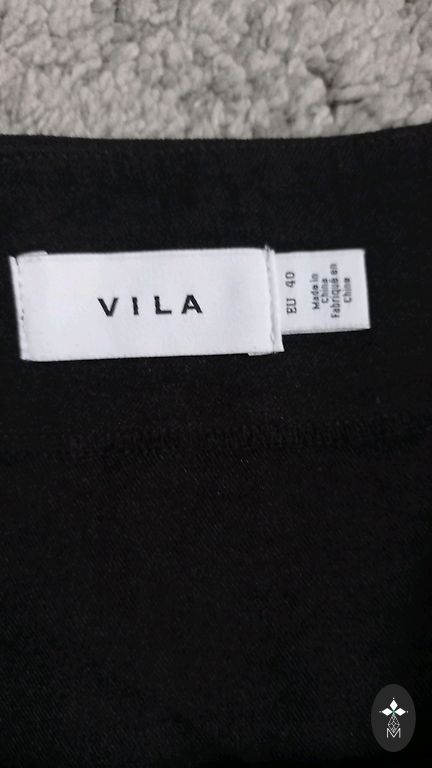 VILA
EU 40
Made in
China
Fabriqué en
Chine
M